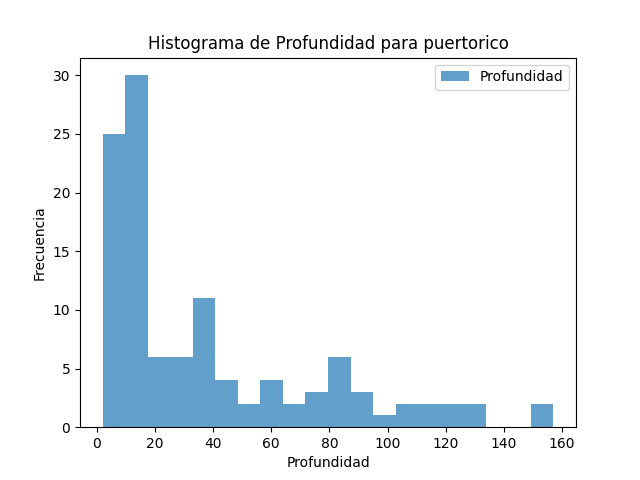 Histograma de Profundidad para puertorico
Profundidad
Frecuencia
30
25
20
15
10
5
0
0 20 40 60 80 100 120 140 160
Profundidad